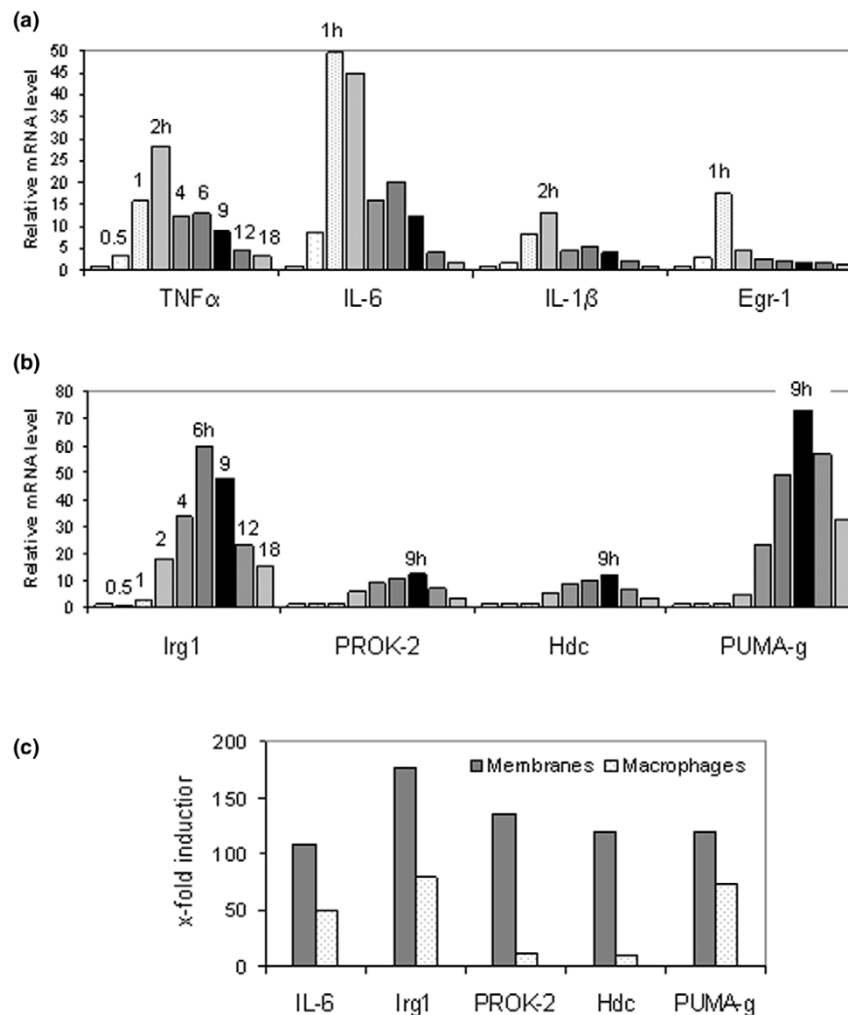 (a)
Relative mRNA level
50
45
40
35
30
25
20
15
10
5
0
0.5
1
2h
4
6
9
12
18
1h
2h
1h
TNFα
IL-6
IL-1β
Egr-1
(b)
Relative mRNA level
80
70
60
50
40
30
20
10
0
0.5
1
2
4
6h
9
12
18
9h
9h
9h
Irg1
PROK-2
Hdc
PUMA-g
(c)
x-fold induction
200
150
100
50
0
Membranes Macrophages
IL-6
Irg1
PROK-2
Hdc
PUMA-g